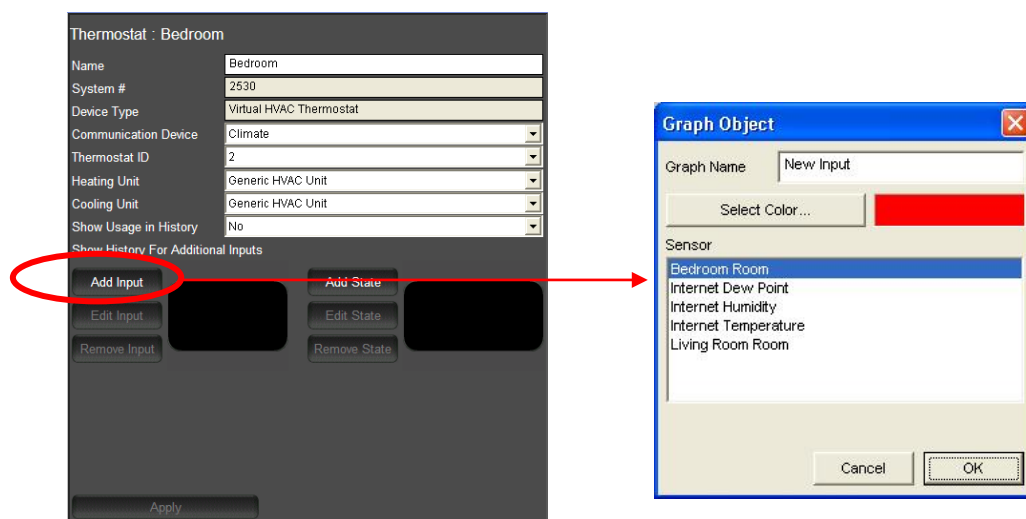 Thermostat : Bedroom
Name Bedroom
System # 2530
Device Type Virtual HVAC Thermostat
Communication Device Climate
Thermostat ID 2
Heating Unit Generic HVAC Unit
Cooling Unit Generic HVAC Unit
Show Usage in History No
Show History For Additional Inputs
Add Input Add State
Edit Input Edit State
Remove Input Remove State
Apply
Graph Object
Graph Name New Input
Select Color...
Sensor
Bedroom Room
Internet Dew Point
Internet Humidity
Internet Temperature
Living Room Room
Cancel OK